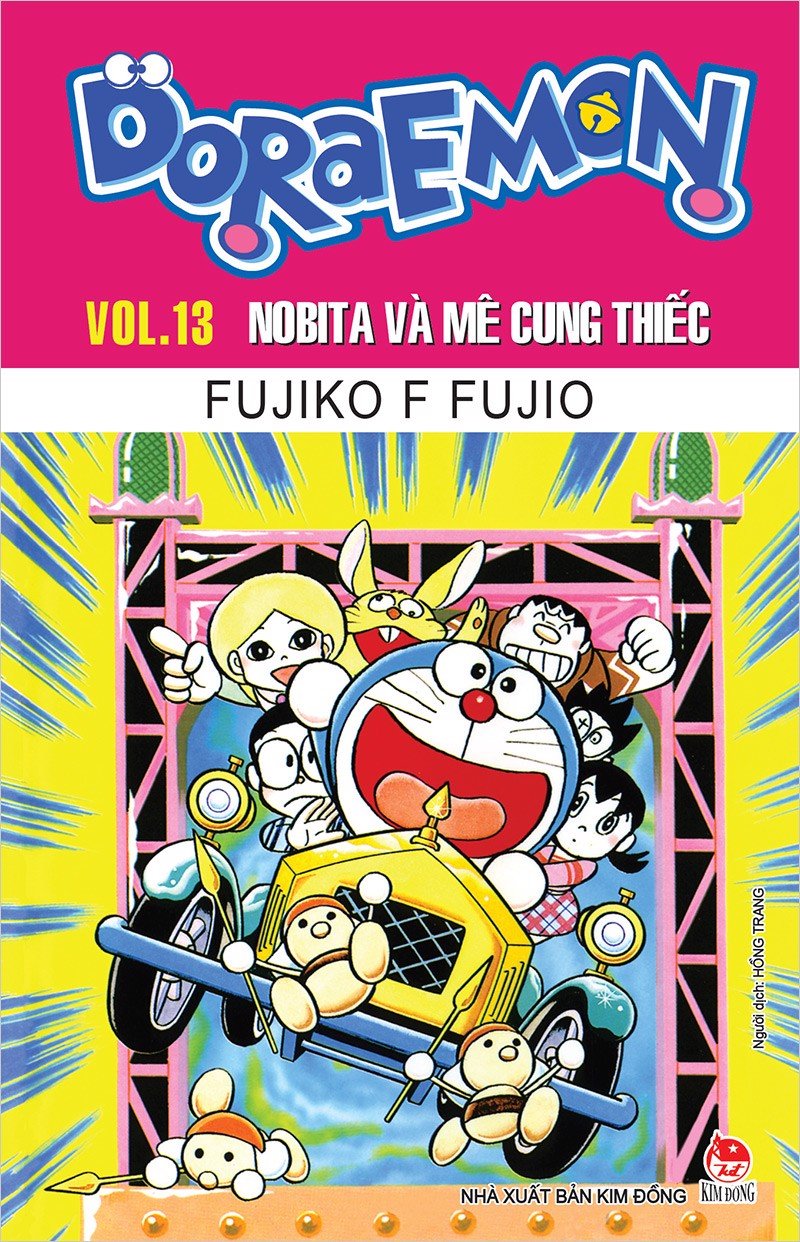 DORAEMON
VOL.13 NOBITA VÀ MÊ CUNG THIẾC
FUJIKO F FUJIO
Người dịch: HỒNG TRANG
NHÀ XUẤT BẢN KIM ĐỒNG
KIM ĐỒNG